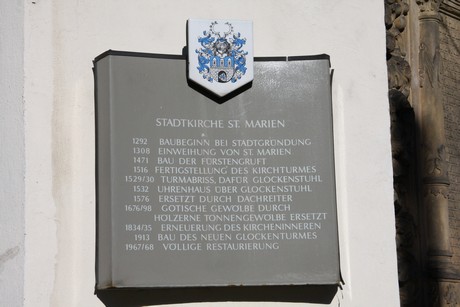 STADTKIRCHE ST. MARIEN
1292 BAUBEGINN BEI STADTGRÜNDUNG
1308 EINWEIHUNG VON ST. MARIEN
1471 BAU DER FÜRSTENGRUFT
1516 FERTIGSTELLUNG DES KIRCHTURMES
1529/30 TURMABRISS, DAFÜR GLOCKENSTUHL
1532 UHRENHAUS ÜBER GLOCKENSTUHL
1576 ERSETZT DURCH DACHREITER
1676/98 GOTISCHE GEWÖLBE DURCH
HÖLZERNE TONNENGEWÖLBE ERSETZT
1834/35 ERNEUERUNG DES KIRCHENINNEREN
1913 BAU DES NEUEN GLOCKENTURMES
1967/68 VÖLLIGE RESTAURIERUNG